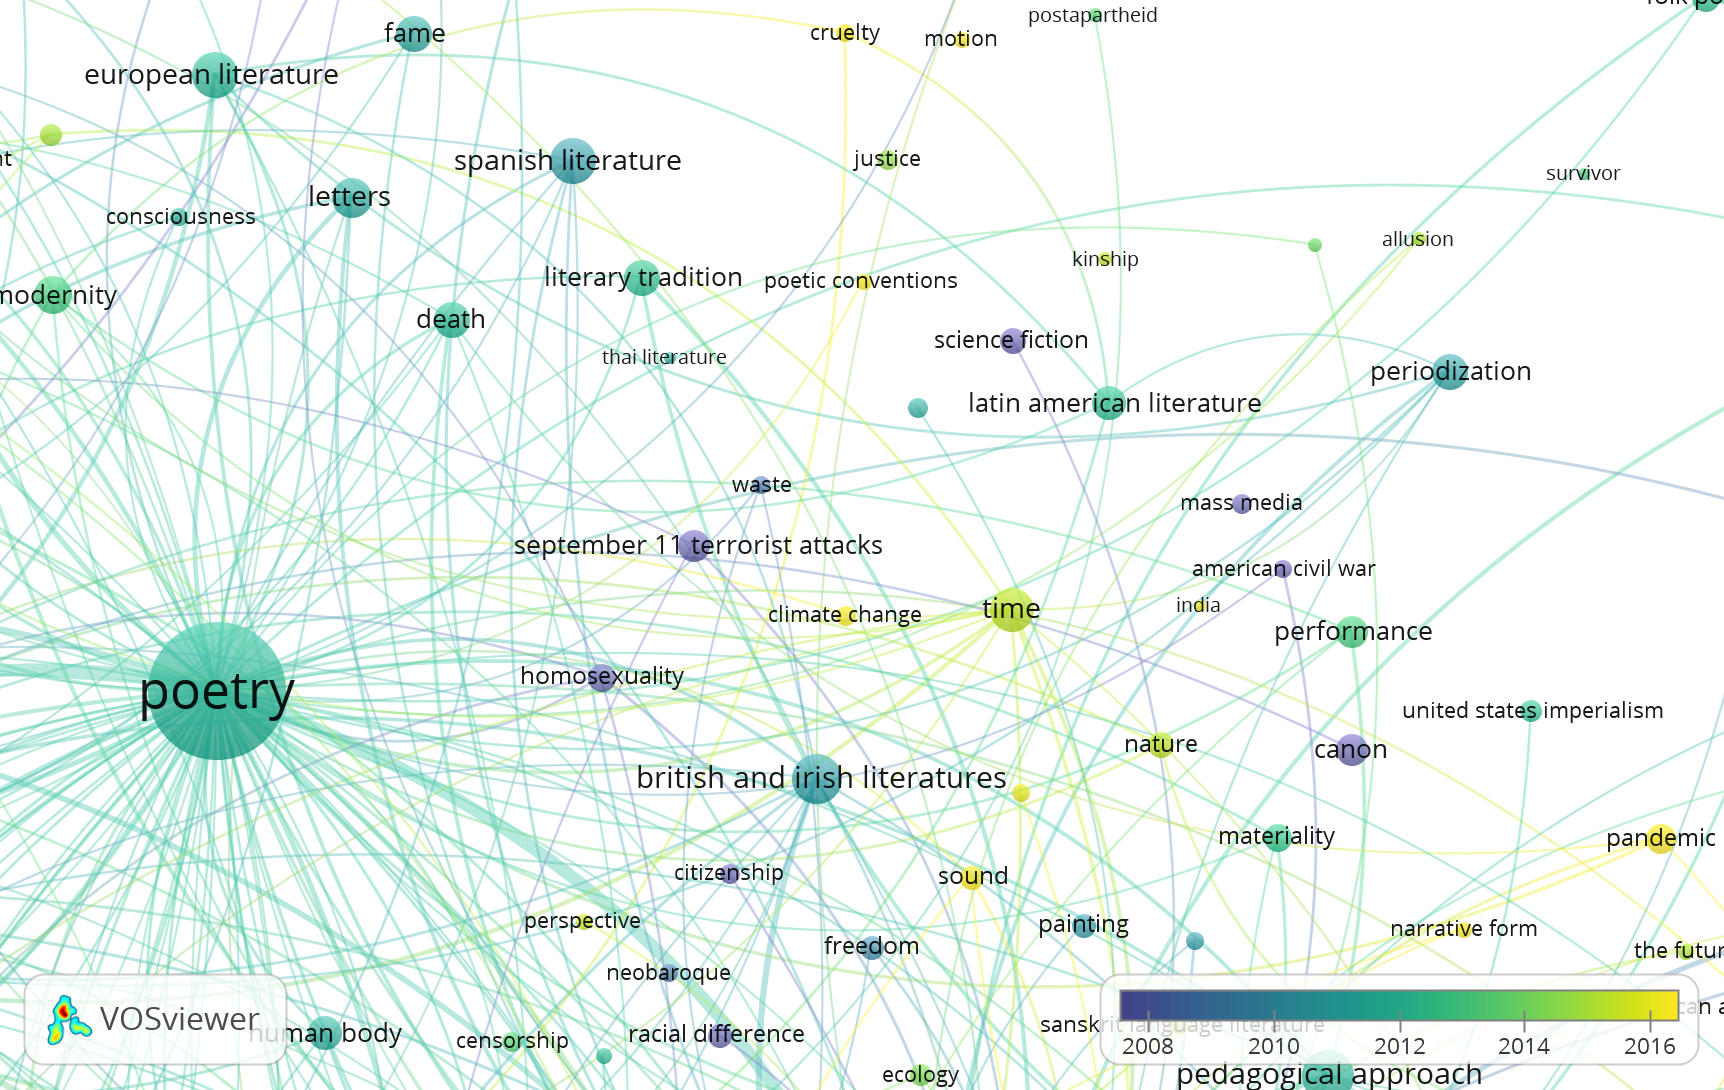 folk po
postapartheid
fame
cruelty
motion
european literature
nt
spanish literature
justice
survivor
letters
consciousness
allusion
kinship
literary tradition
poetic conventions
modernity
death
science fiction
thai literature
periodization
latin american literature
waste
mass media
september 11 terrorist attacks
american civil war
india
climate change
time
performance
homosexuality
poetry
united states imperialism
nature
canon
british and irish literatures
materiality
pandemic
citizenship
sound
perspective
painting
narrative form
freedom
the futur
neobaroque
can a
VOSviewer
human body
censorship
racial difference
sanskrit language literature
2008 2010 2012 2014 2016
ecology
pedagogical approach